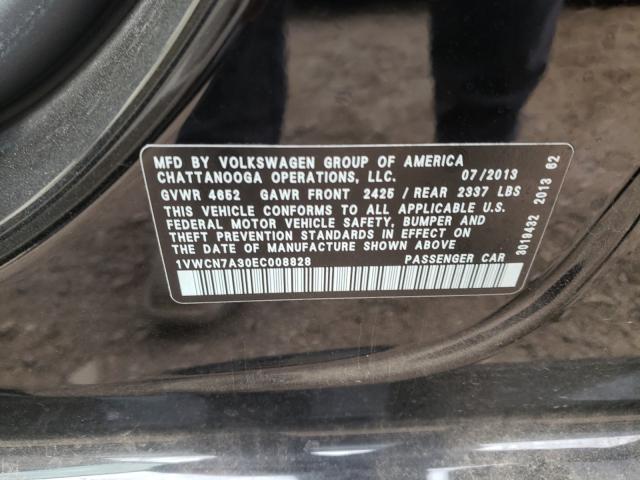 MFD BY VOLKSWAGEN GROUP OF AMERICA
CHATTANOOGA OPERATIONS, LLC. 07/2013
GVWR 4652 GAWR FRONT 2425 / REAR 2337 LBS
THIS VEHICLE CONFORMS TO ALL APPLICABLE U.S.
FEDERAL MOTOR VEHICLE SAFETY, BUMPER AND
THEFT PREVENTION STANDARDS IN EFFECT ON THE
DATE OF MANUFACTURE SHOWN ABOVE
1VWCN7A30EC008828 PASSENGER CAR
3019432 2013 62